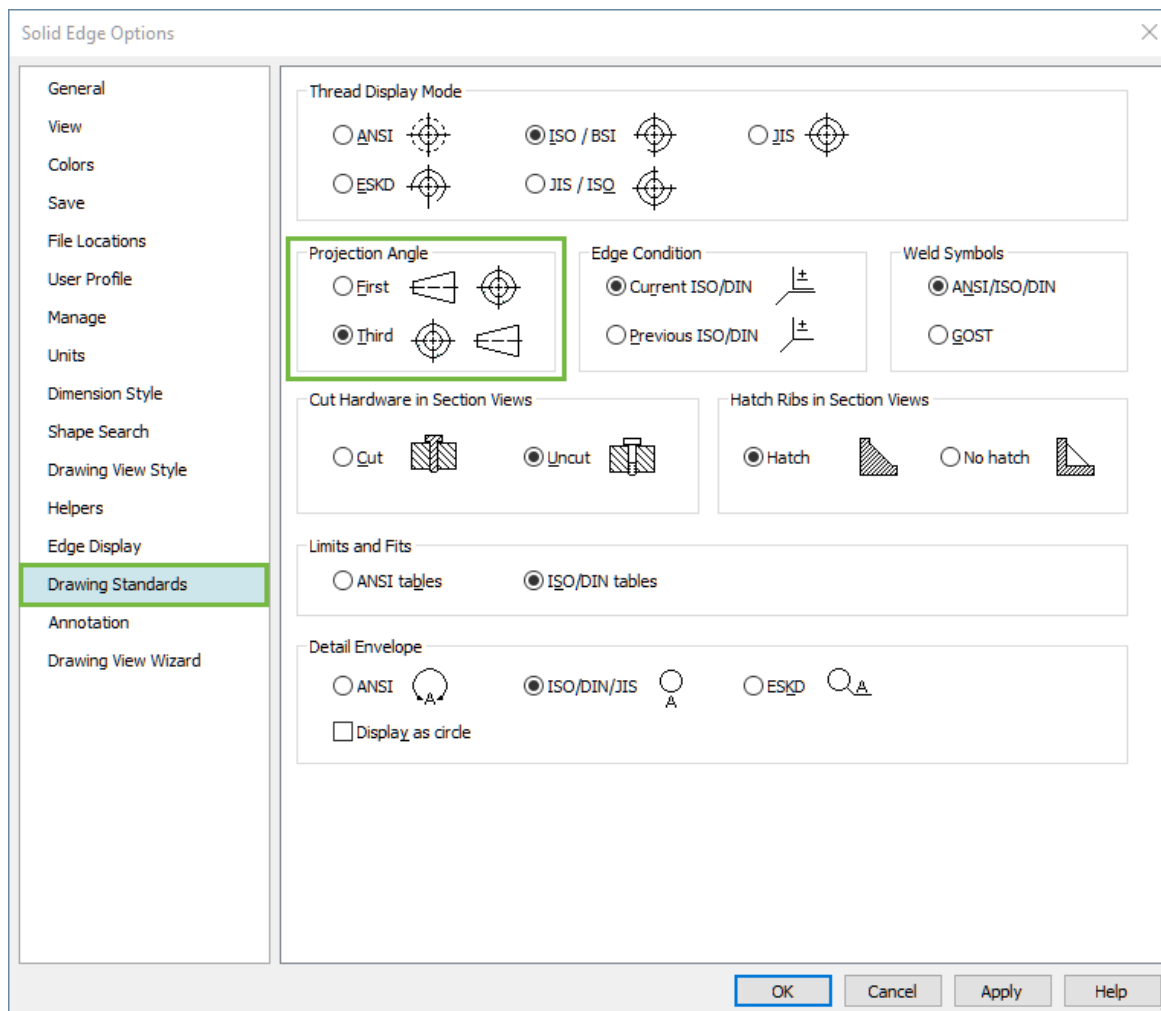 Solid Edge Options
General
View
Colors
Save
File Locations
User Profile
Manage
Units
Dimension Style
Shape Search
Drawing View Style
Helpers
Edge Display
Drawing Standards
Annotation
Drawing View Wizard
Thread Display Mode
ANSI ISO / BSI JIS
ESKD JIS / ISO
Projection Angle
First
Third
Edge Condition
Current ISO/DIN ±
Previous ISO/DIN ±
Weld Symbols
ANSI/ISO/DIN
GOST
Cut Hardware in Section Views
Cut Uncut
Hatch Ribs in Section Views
Hatch No hatch
Limits and Fits
ANSI tables ISO/DIN tables
Detail Envelope
ANSI A ISO/DIN/JIS A ESKD A
Display as circle
OK Cancel Apply Help